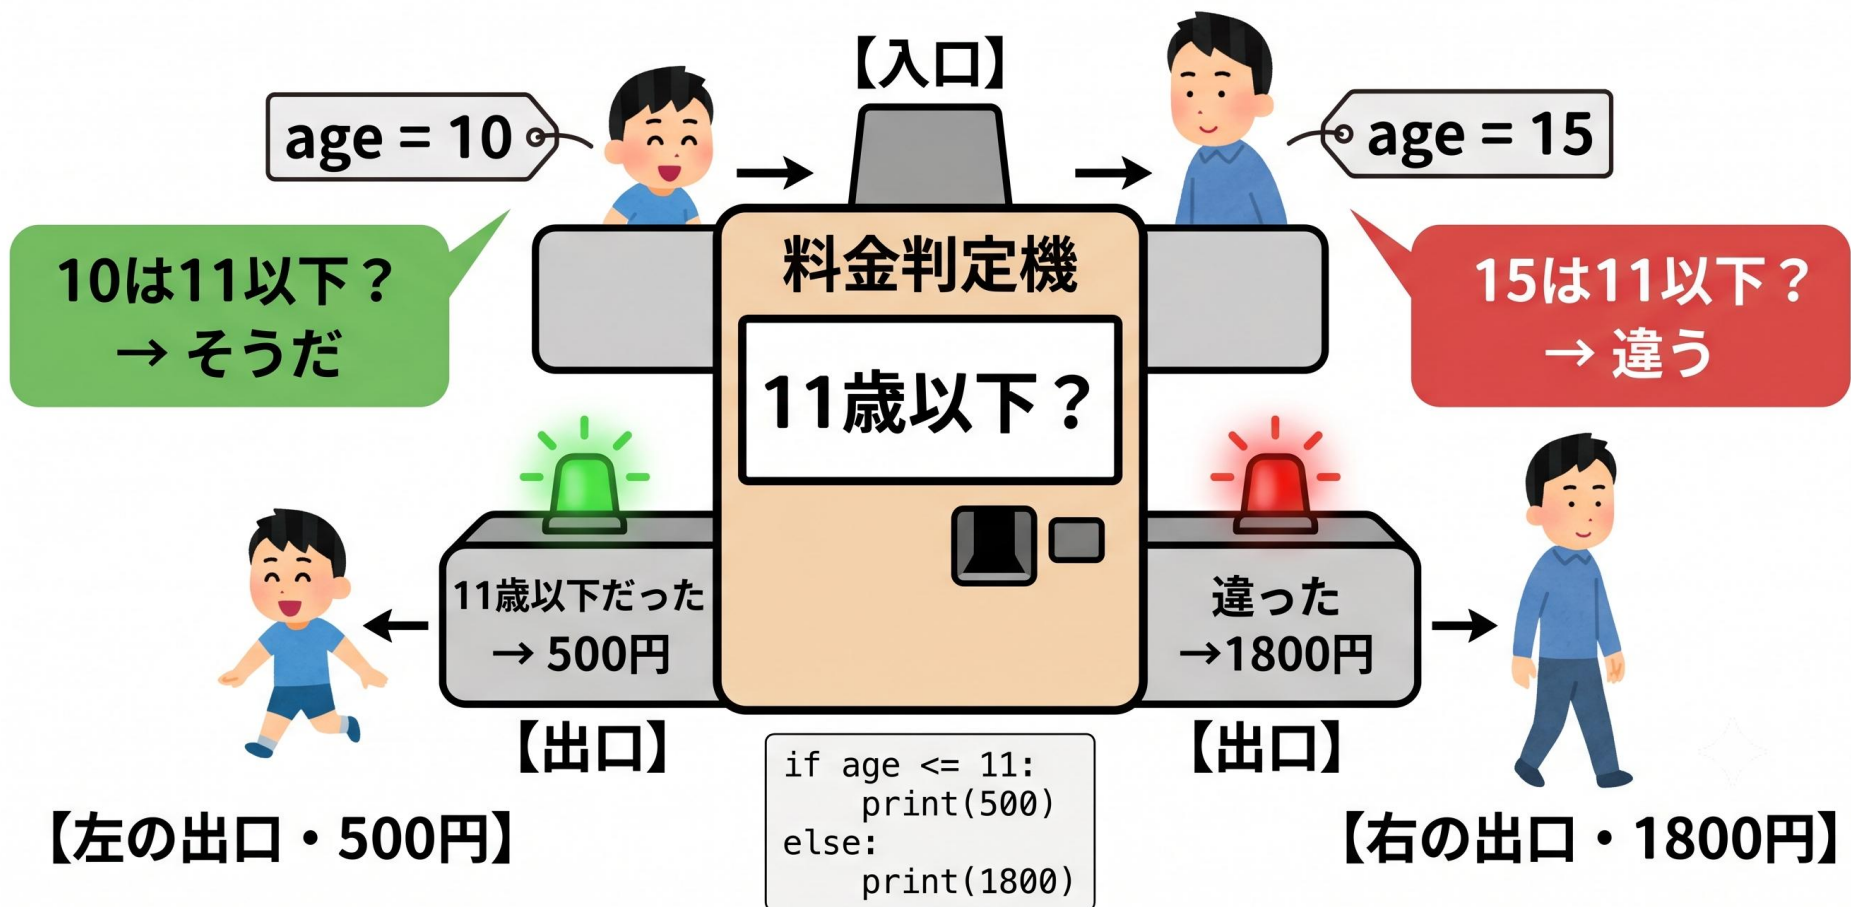 【入口】
age = 10
age = 15
10は11以下？
→ そうだ
料金判定機
11歳以下？
15は11以下？
→ 違う
11歳以下だった
→ 500円
違った
→1800円
【出口】
【出口】
【左の出口・500円】
if age <= 11:
    print(500)
else:
    print(1800)
【右の出口・1800円】